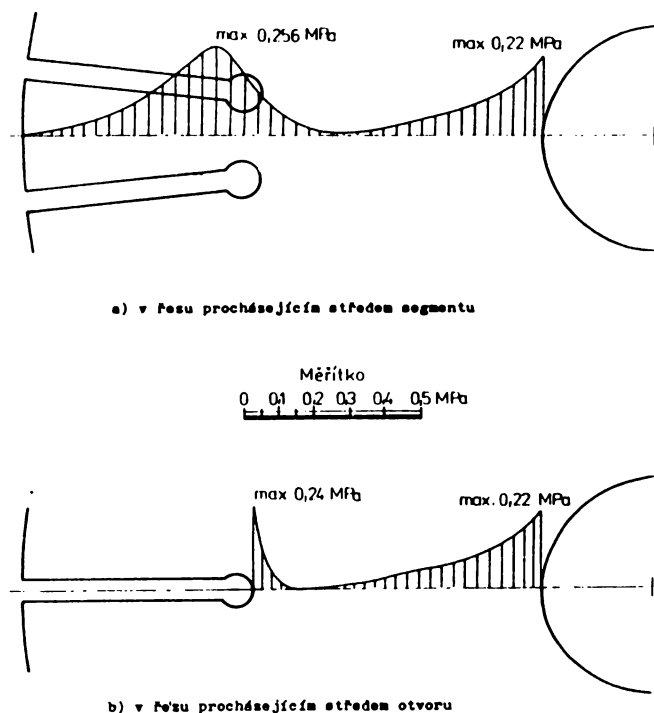 max 0,256 MPa
max 0,22 MPa
a) v řezu procházejícím středem segmentu
Měřítko
0 0,1 0,2 0,3 0,4 0,5 MPa
max 0,24 MPa
max. 0,22 MPa
b) v řezu procházejícím středem otvoru